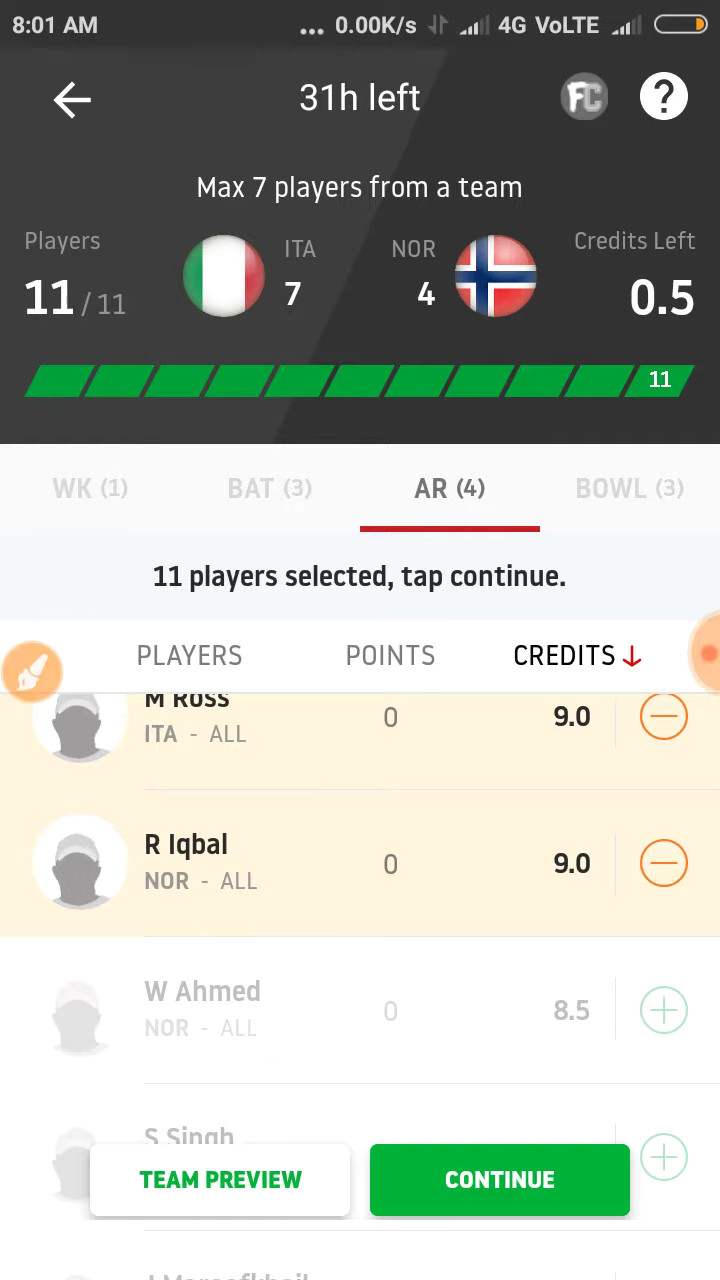 8:01 AM ... 0.00K/s 4G VoLTE
31h left FC ?
Max 7 players from a team
Players ITA NOR Credits Left
11 / 11 7 4 0.5
11
WK (1) BAT (3) AR (4) BOWL (3)
11 players selected, tap continue.
PLAYERS POINTS CREDITS ↓
M Ross 0 9.0
ITA - ALL
R Iqbal 0 9.0
NOR - ALL
W Ahmed 0 8.5
NOR - ALL
S Singh
TEAM PREVIEW CONTINUE